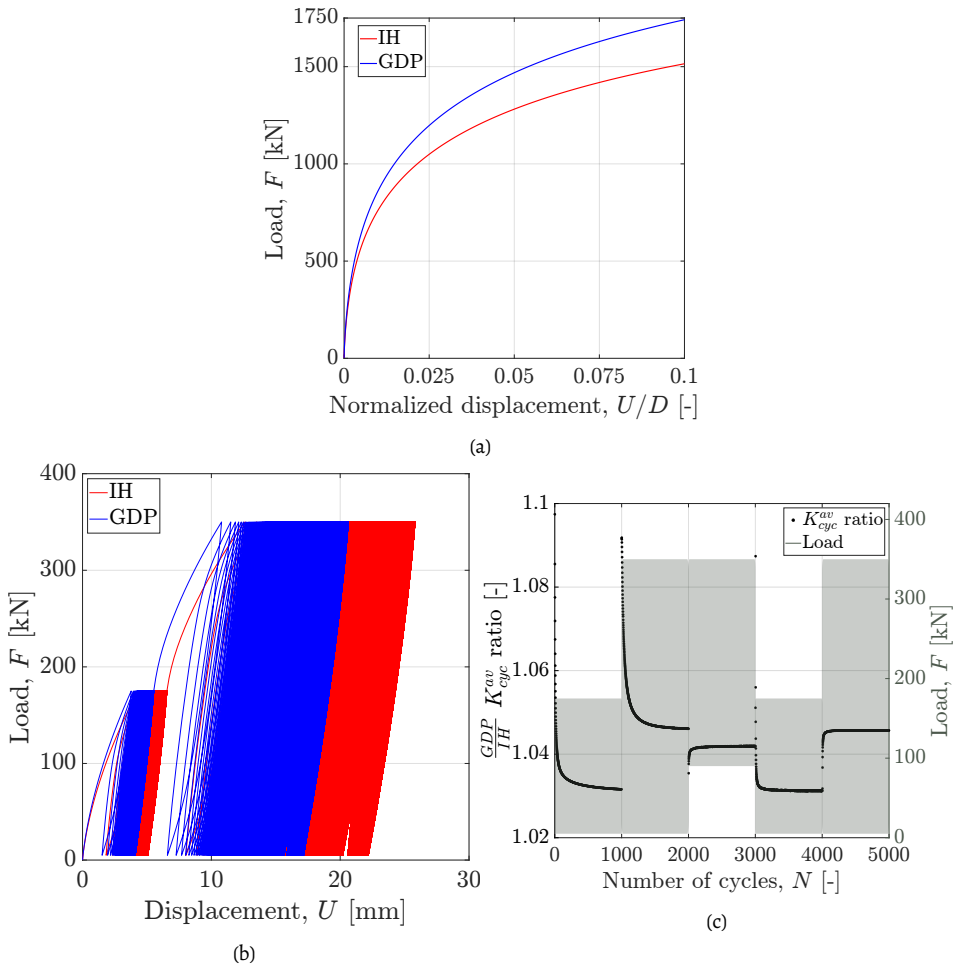 1750
1500
1000
500
0
Load, F [kN]
IH
GDP
0 0.025 0.05 0.075 0.1
Normalized displacement, U/D [-]
(a)
400
300
200
100
0
Load, F [kN]
IH
GDP
0 10 20 30
Displacement, U [mm]
(b)
1.1
1.08
1.06
1.04
1.02
GDP/IH K_cyc^av ratio [-]
K_cyc^av ratio
Load
400
300
200
100
0
Load, F [kN]
0 1000 2000 3000 4000 5000
Number of cycles, N [-]
(c)